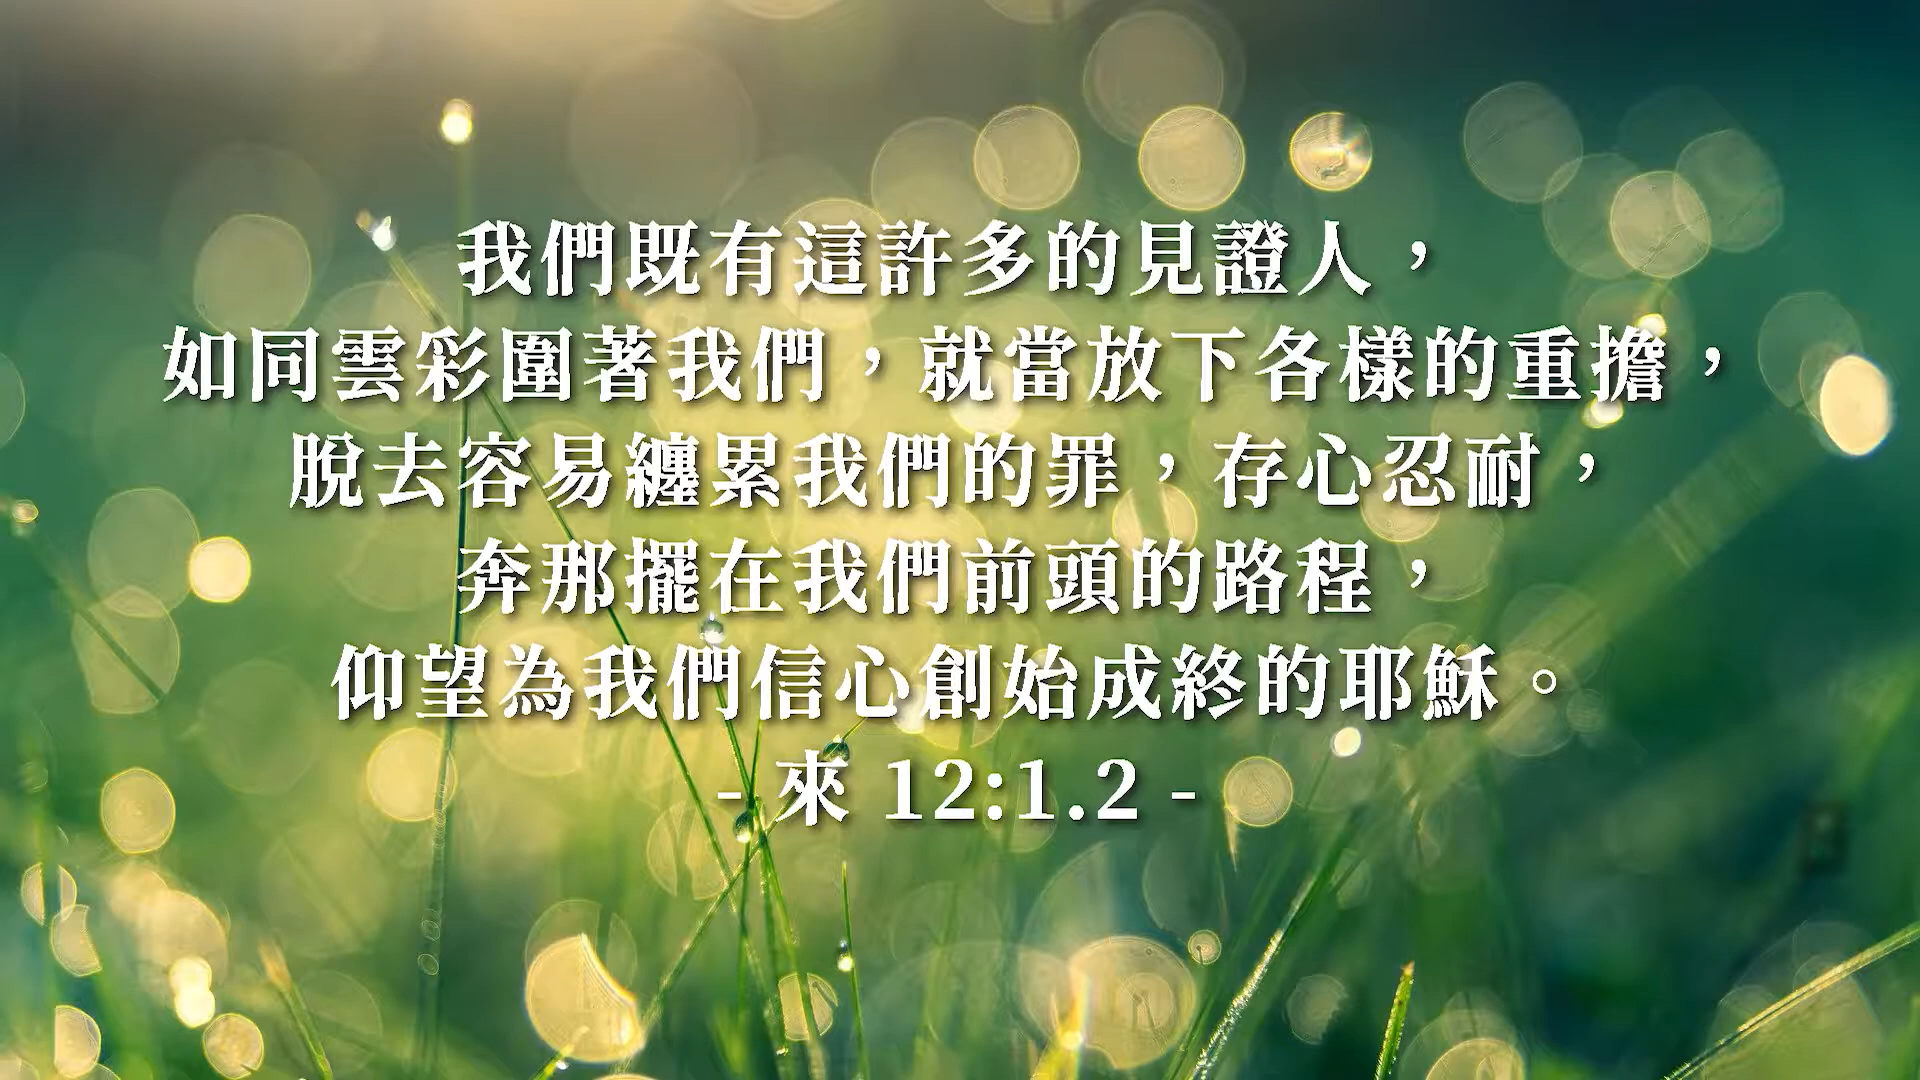 我們既有這許多的見證人，
如同雲彩圍著我們，就當放下各樣的重擔，
脫去容易纏累我們的罪，存心忍耐，
奔那擺在我們前頭的路程，
仰望為我們信心創始成終的耶穌。
- 來 12:1.2 -